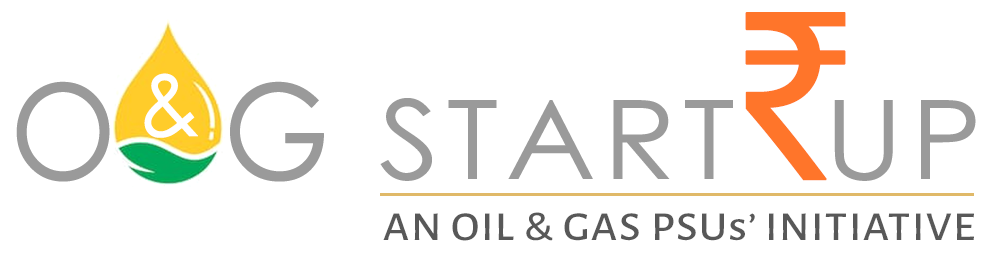 O&G START₹UP
AN OIL & GAS PSUs’ INITIATIVE